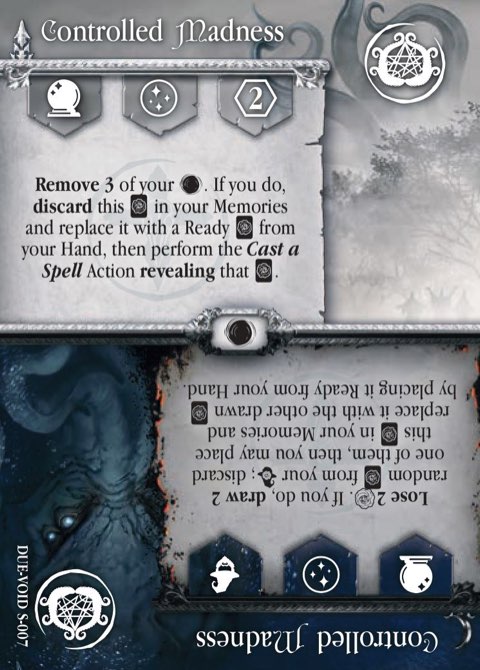 Controlled Madness
2
Remove 3 of your . If you do,
discard this in your Memories
and replace it with a Ready from
your Hand, then perform the Cast a
Spell Action revealing that .
Controlled Madness
Lose 2 . If you do, draw 2
random from your ; discard
one of them, then you may place
this in your Memories and
replace it with the other drawn
by placing it Ready from your Hand.
DUE-VOID S-007